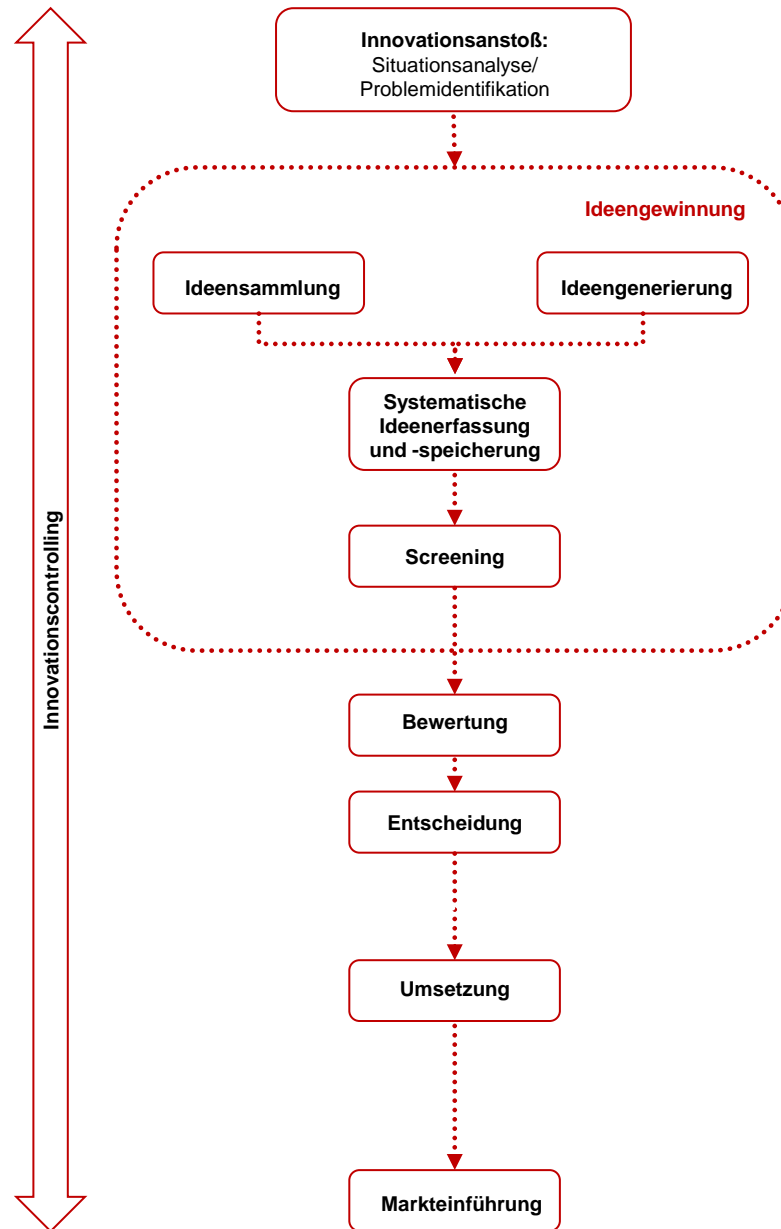 Innovationsanstoß:
Situationsanalyse/
Problemidentifikation
Ideengewinnung
Ideensammlung
Ideengenerierung
Systematische
Ideenerfassung
und -speicherung
Screening
Innovationscontrolling
Bewertung
Entscheidung
Umsetzung
Markteinführung